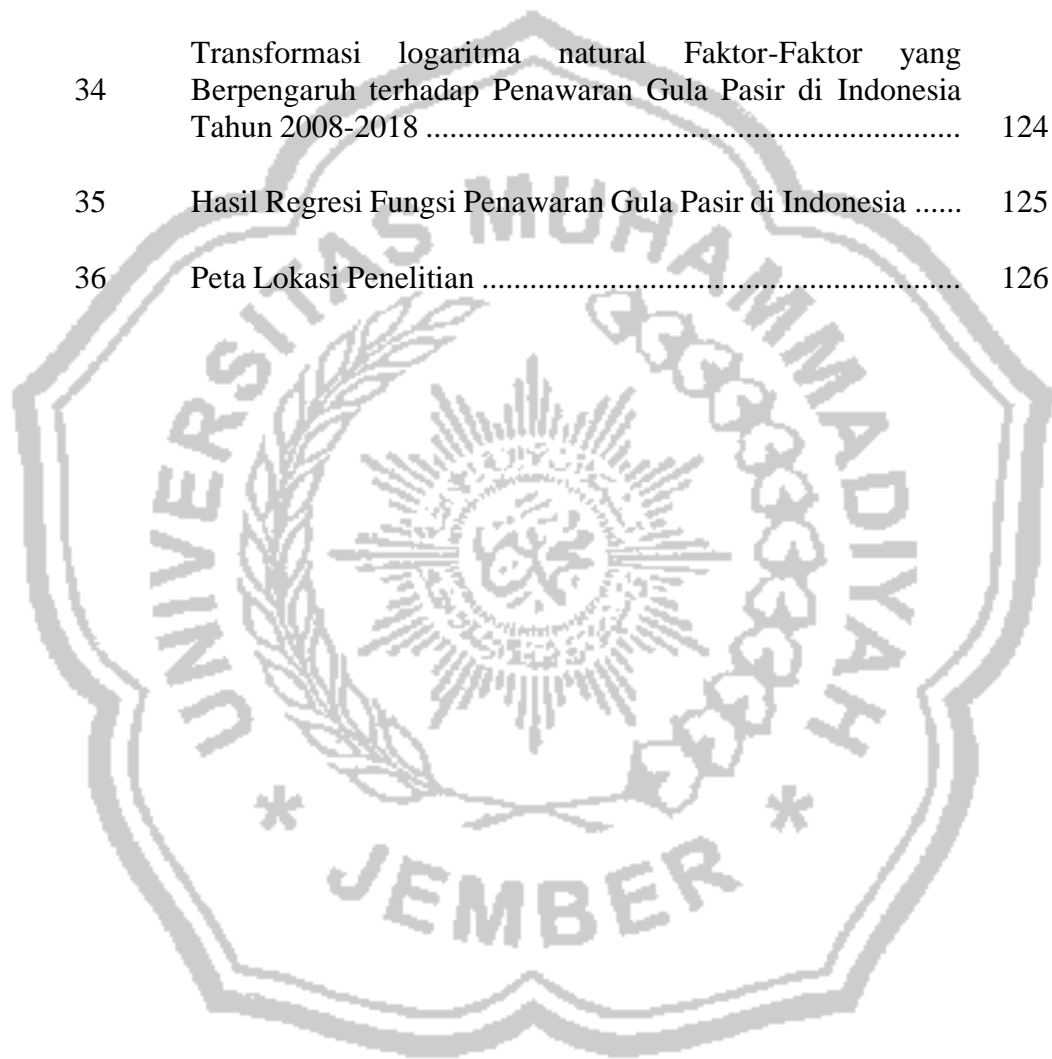 Transformasi logaritma natural Faktor-Faktor yang
34 Berpengaruh terhadap Penawaran Gula Pasir di Indonesia
Tahun 2008-2018 .................................................................... 124
35 Hasil Regresi Fungsi Penawaran Gula Pasir di Indonesia ...... 125
36 Peta Lokasi Penelitian ............................................................. 126
UNIVERSITAS MUHAMMADIYAH
* JEMBER *